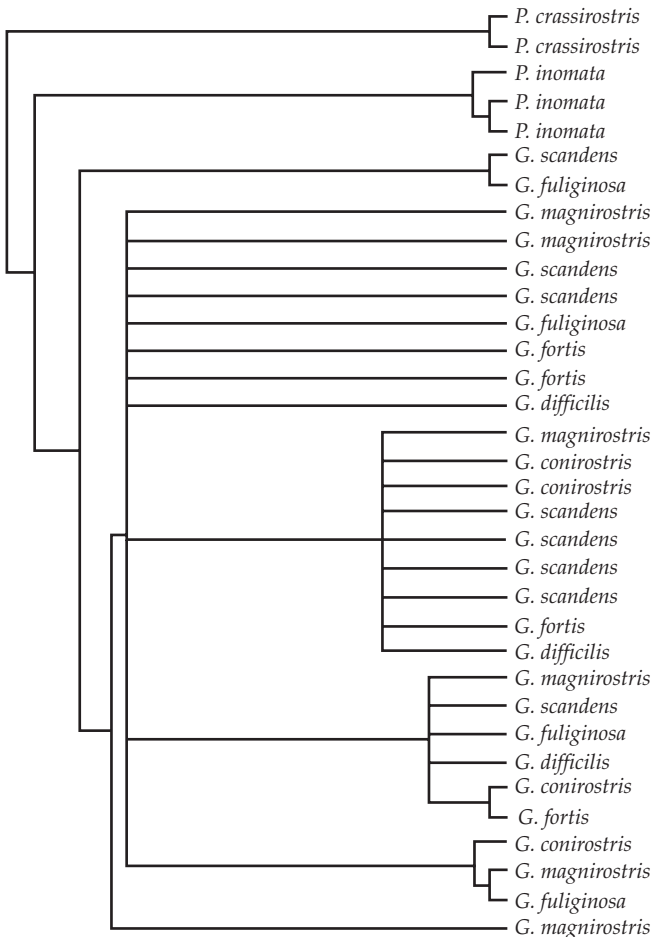 P. crassirostris
P. crassirostris
P. inomata
P. inomata
P. inomata
G. scandens
G. fuliginosa
G. magnirostris
G. magnirostris
G. scandens
G. scandens
G. fuliginosa
G. fortis
G. fortis
G. difficilis
G. magnirostris
G. conirostris
G. conirostris
G. scandens
G. scandens
G. scandens
G. scandens
G. fortis
G. difficilis
G. magnirostris
G. scandens
G. fuliginosa
G. difficilis
G. conirostris
G. fortis
G. conirostris
G. magnirostris
G. fuliginosa
G. magnirostris